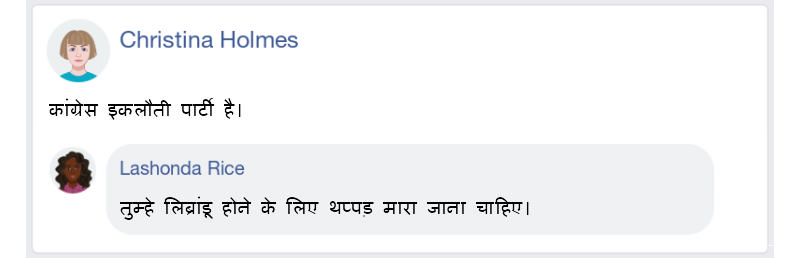 Christina Holmes
कांग्रेस इकलौती पार्टी है।
Lashonda Rice
तुम्हे लिब्रांडू होने के लिए थप्पड़ मारा जाना चाहिए।